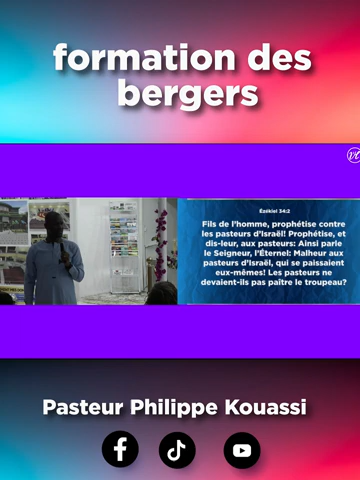 formation des
bergers
vt
Ézékiel 34:2
Fils de l'homme, prophétise contre
les pasteurs d'Israël! Prophétise, et
dis-leur, aux pasteurs: Ainsi parle
le Seigneur, l'Éternel: Malheur aux
pasteurs d'Israël, qui se paissaient
eux-mêmes! Les pasteurs ne
devaient-ils pas paître le troupeau?
Pasteur Philippe Kouassi